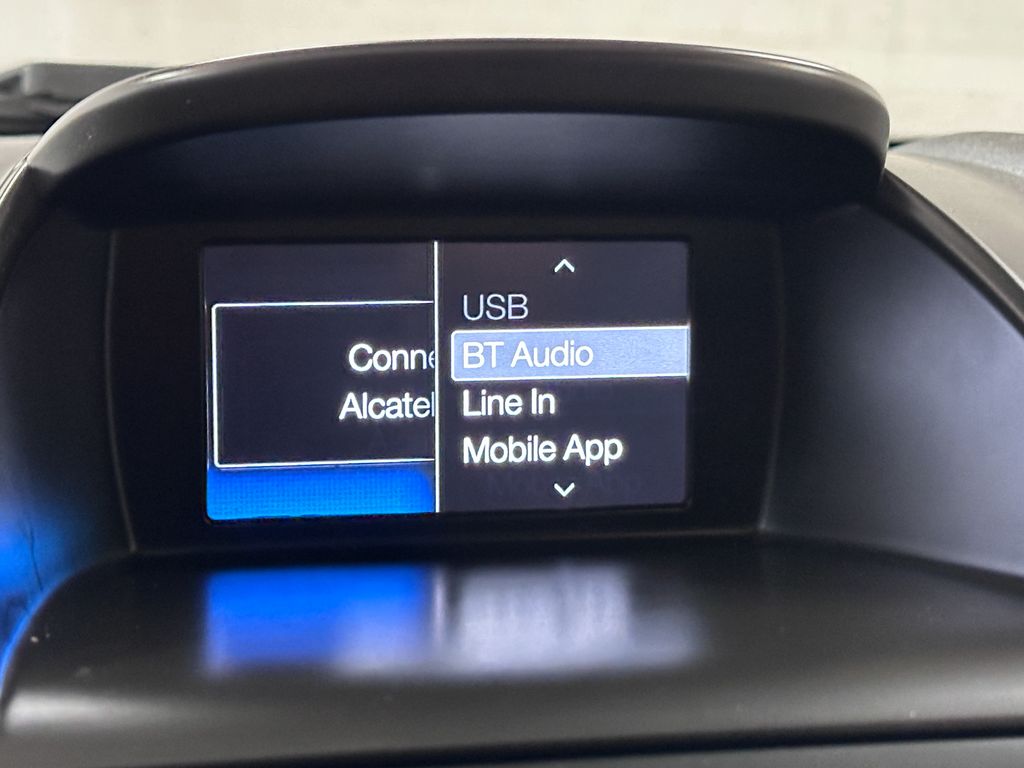 Conne
Alcatel
USB
BT Audio
Line In
Mobile App